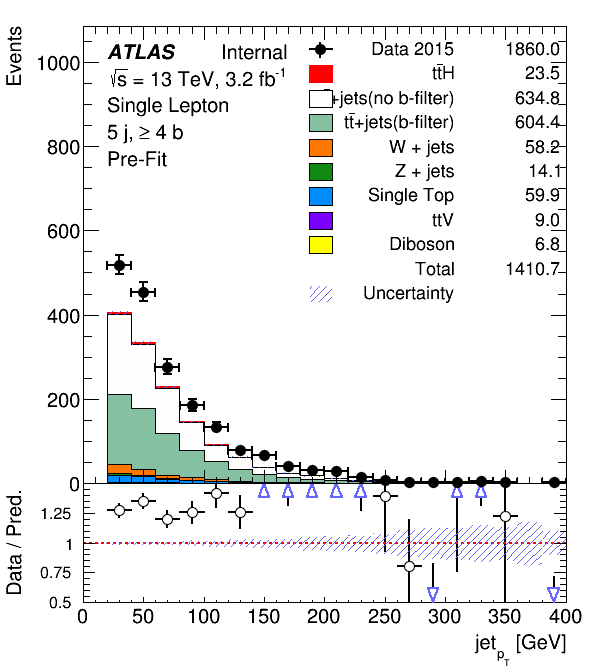 Events
1000
800
600
400
200
0
ATLAS Internal
√s = 13 TeV, 3.2 fb-1
Single Lepton
5 j, ≥ 4 b
Pre-Fit
Data 2015 1860.0
tt̄H 23.5
+jets(no b-filter) 634.8
tt̄+jets(b-filter) 604.4
W + jets 58.2
Z + jets 14.1
Single Top 59.9
ttV 9.0
Diboson 6.8
Total 1410.7
Uncertainty
Data / Pred.
1.25
1
0.75
0.5
0 50 100 150 200 250 300 350 400
jet pT [GeV]